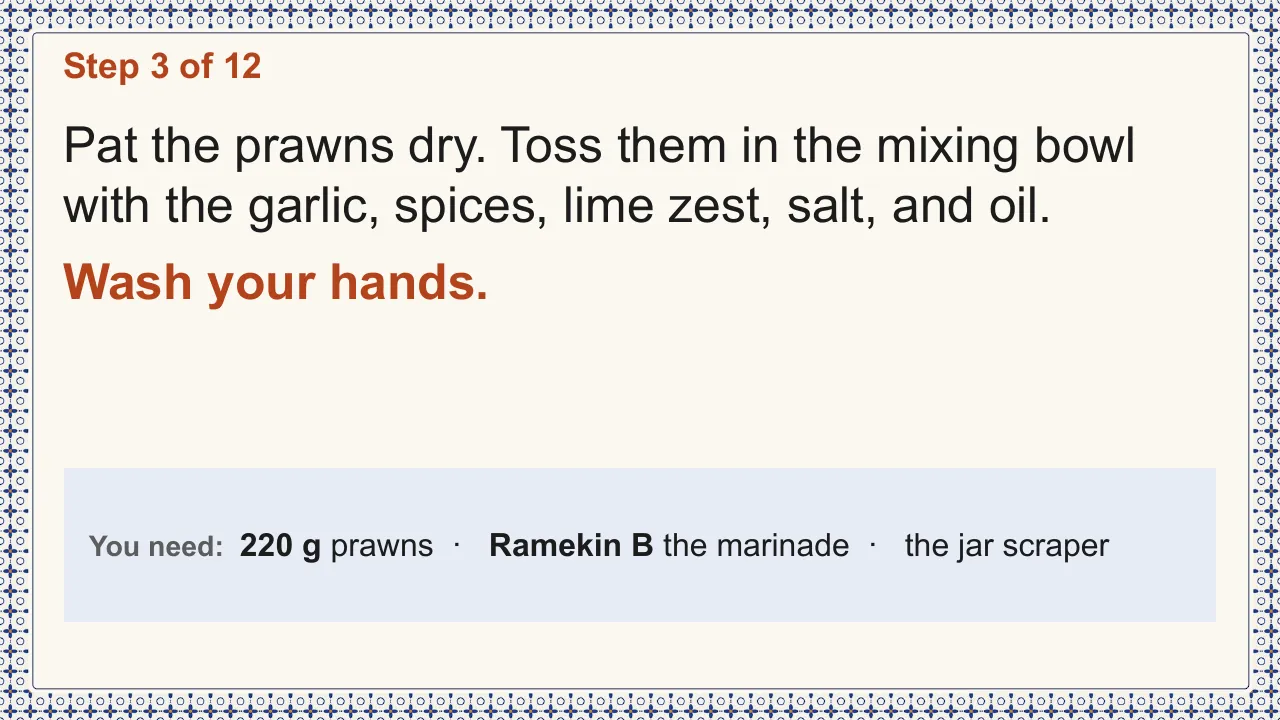 Step 3 of 12
Pat the prawns dry. Toss them in the mixing bowl
with the garlic, spices, lime zest, salt, and oil.
Wash your hands.
You need: 220 g prawns · Ramekin B the marinade · the jar scraper